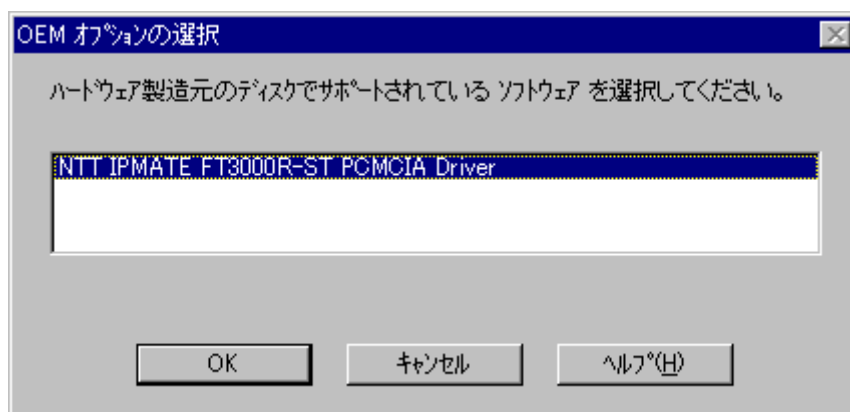 OEM ｵﾌﾟｼｮﾝの選択
ﾊｰﾄﾞｳｪｱ製造元のﾃﾞｨｽｸでｻﾎﾟｰﾄされている ｿﾌﾄｳｪｱ を選択してください。
NTT IPMATE FT3000R-ST PCMCIA Driver
OK
ｷｬﾝｾﾙ
ﾍﾙﾌﾟ(H)